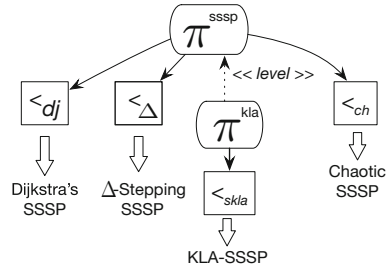 π^sssp
<< level >>
<_dj
<_Δ
π^kla
<_ch
Dijkstra's
SSSP
Δ-Stepping
SSSP
<_skla
Chaotic
SSSP
KLA-SSSP